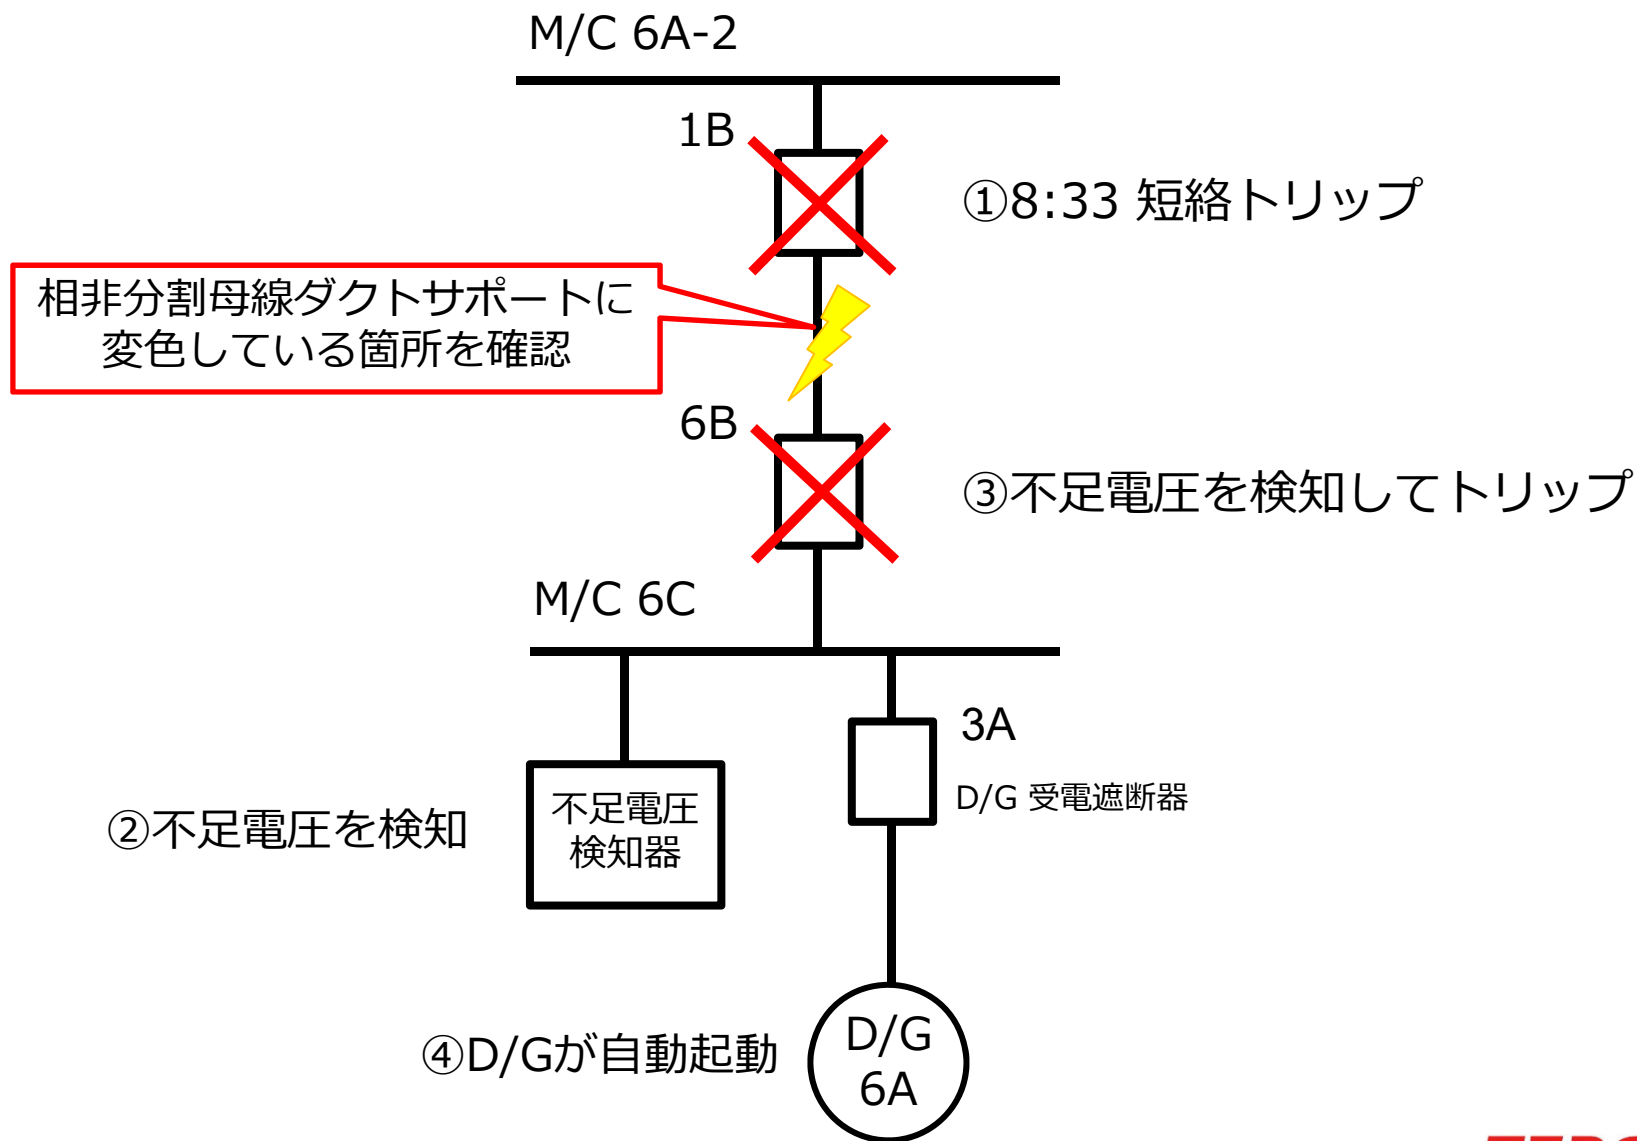 M/C 6A-2
1B
①8:33 短絡トリップ
相非分割母線ダクトサポートに
変色している箇所を確認
6B
③不足電圧を検知してトリップ
M/C 6C
3A
D/G 受電遮断器
②不足電圧を検知
不足電圧
検知器
④D/Gが自動起動
D/G
6A